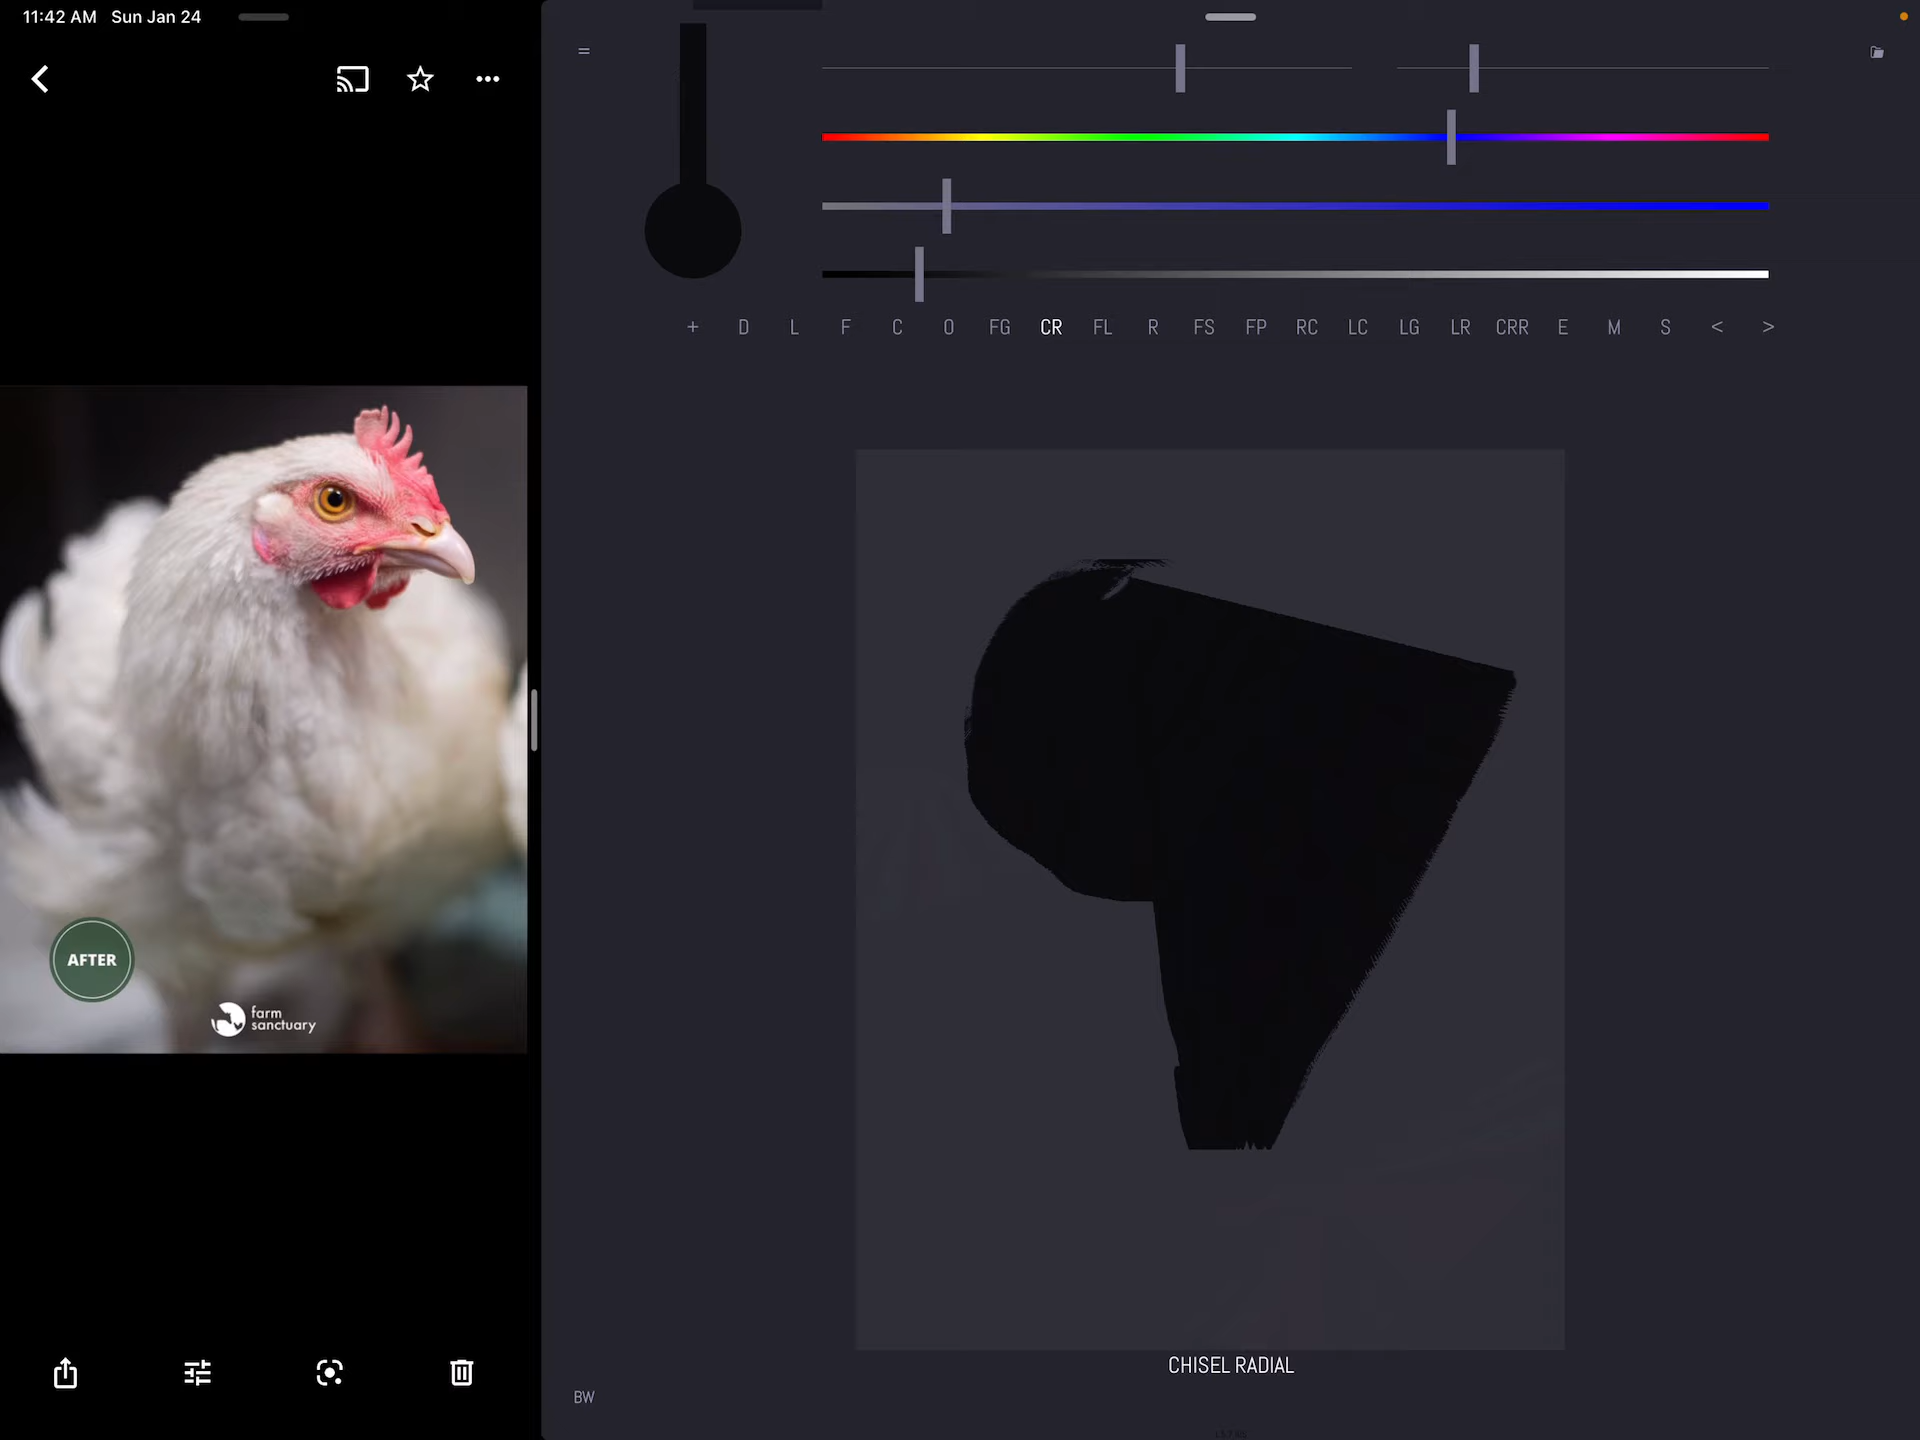 11:42 AM Sun Jan 24
+ D L F C O FG CR FL R FS FP RC LC LG LR CRR E M S < >
AFTER
farm
sanctuary
CHISEL RADIAL
BW